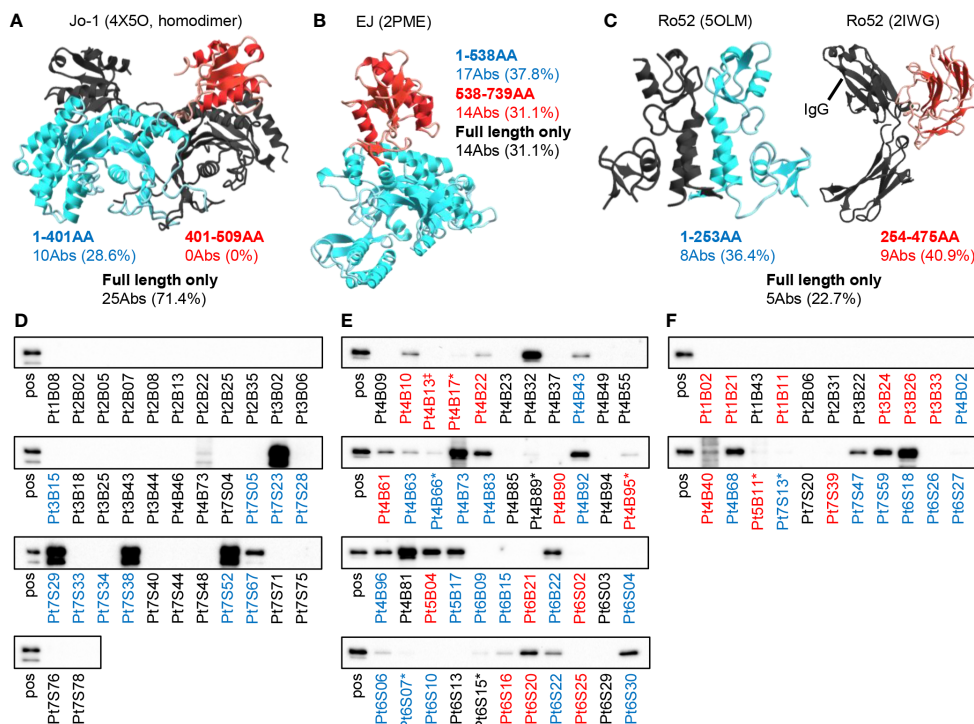 A
Jo-1 (4X5O, homodimer)
1-401AA
10Abs (28.6%)
401-509AA
0Abs (0%)
Full length only
25Abs (71.4%)
B
EJ (2PME)
1-538AA
17Abs (37.8%)
538-739AA
14Abs (31.1%)
Full length only
14Abs (31.1%)
C
Ro52 (5OLM)
Ro52 (2IWG)
IgG
1-253AA
8Abs (36.4%)
254-475AA
9Abs (40.9%)
Full length only
5Abs (22.7%)
D
pos
Pt1B08
Pt2B02
Pt2B05
Pt2B07
Pt2B08
Pt2B13
Pt2B22
Pt2B25
Pt2B35
Pt3B02
Pt3B06
pos
Pt3B15
Pt3B18
Pt3B25
Pt3B43
Pt3B44
Pt4B46
Pt4B73
Pt7S04
Pt7S05
Pt7S23
Pt7S28
pos
Pt7S29
Pt7S33
Pt7S34
Pt7S38
Pt7S40
Pt7S44
Pt7S48
Pt7S52
Pt7S67
Pt7S71
Pt7S75
pos
Pt7S76
Pt7S78
E
pos
Pt4B09
Pt4B10
Pt4B13‡
Pt4B17*
Pt4B22
Pt4B23
Pt4B32
Pt4B37
Pt4B43
Pt4B49
Pt4B55
pos
Pt4B61
Pt4B63
Pt4B66*
Pt4B73
Pt4B83
Pt4B85
Pt4B89*
Pt4B90
Pt4B92
Pt4B94
Pt4B95*
pos
Pt4B96
Pt4B81
Pt5B04
Pt5B17
Pt6B09
Pt6B15
Pt6B21
Pt6B22
Pt6S02
Pt6S03
Pt6S04
pos
Pt6S06
Pt6S07*
Pt6S10
Pt6S13
Pt6S15*
Pt6S16
Pt6S20
Pt6S22
Pt6S25
Pt6S29
Pt6S30
F
pos
Pt1B02
Pt1B21
Pt1B43
Pt1B11
Pt2B06
Pt2B31
Pt3B22
Pt3B24
Pt3B26
Pt3B33
Pt4B02
pos
Pt4B40
Pt4B68
Pt5B11*
Pt7S13*
Pt7S20
Pt7S39
Pt7S47
Pt7S59
Pt6S18
Pt6S26
Pt6S27